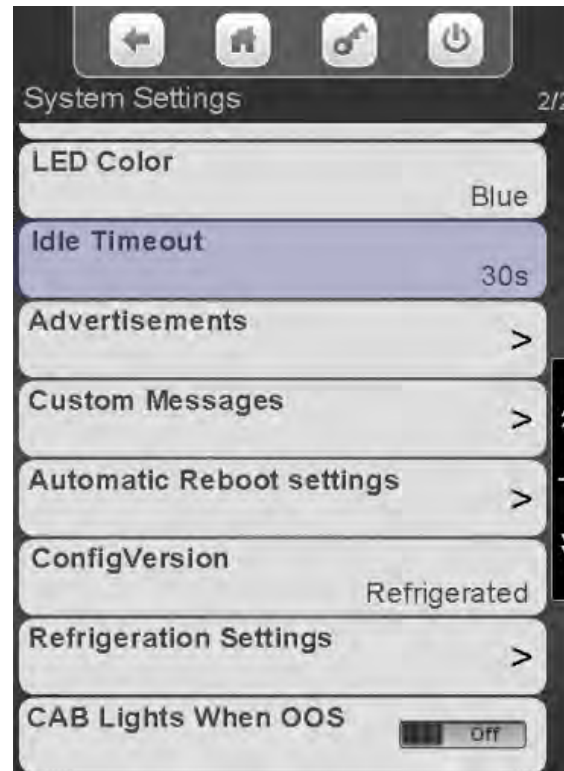 System Settings
2/2
LED Color
Blue
Idle Timeout
30s
Advertisements
>
Custom Messages
>
Automatic Reboot settings
>
ConfigVersion
Refrigerated
Refrigeration Settings
>
CAB Lights When OOS
Off